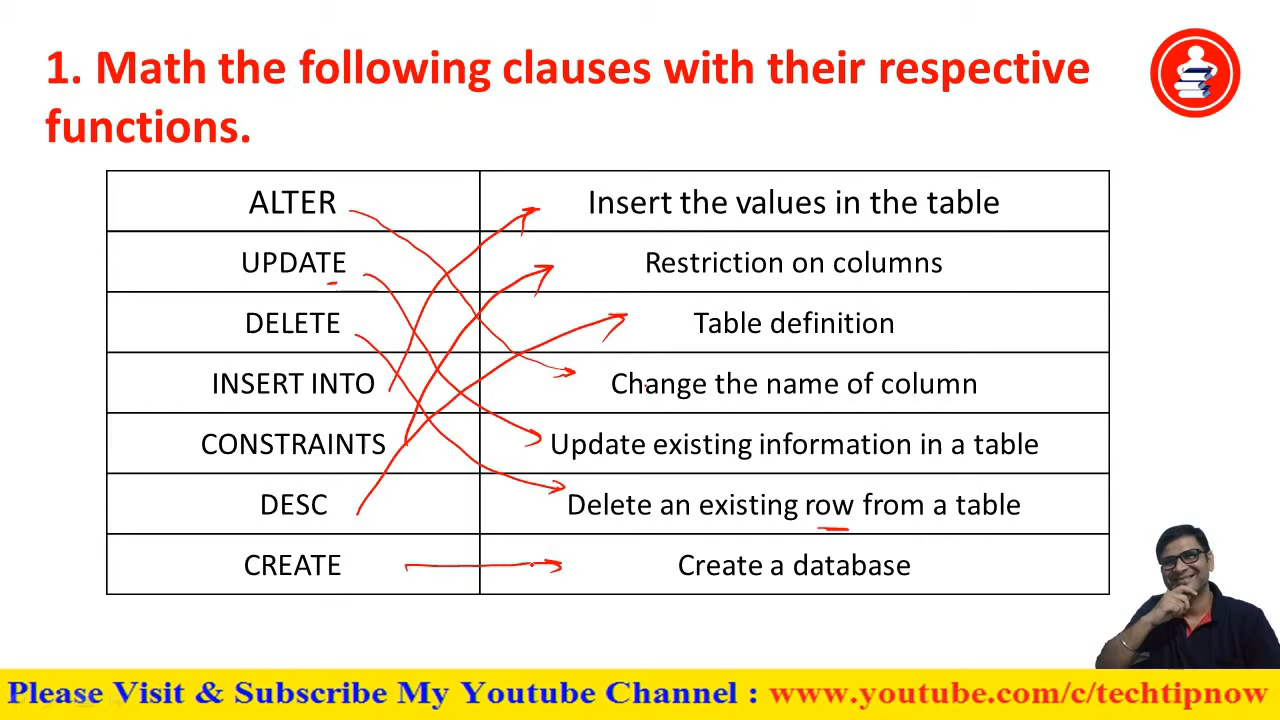 1. Math the following clauses with their respective
functions.
ALTER Insert the values in the table
UPDATE Restriction on columns
DELETE Table definition
INSERT INTO Change the name of column
CONSTRAINTS Update existing information in a table
DESC Delete an existing row from a table
CREATE Create a database
Please Visit & Subscribe My Youtube Channel : www.youtube.com/c/techtipnow